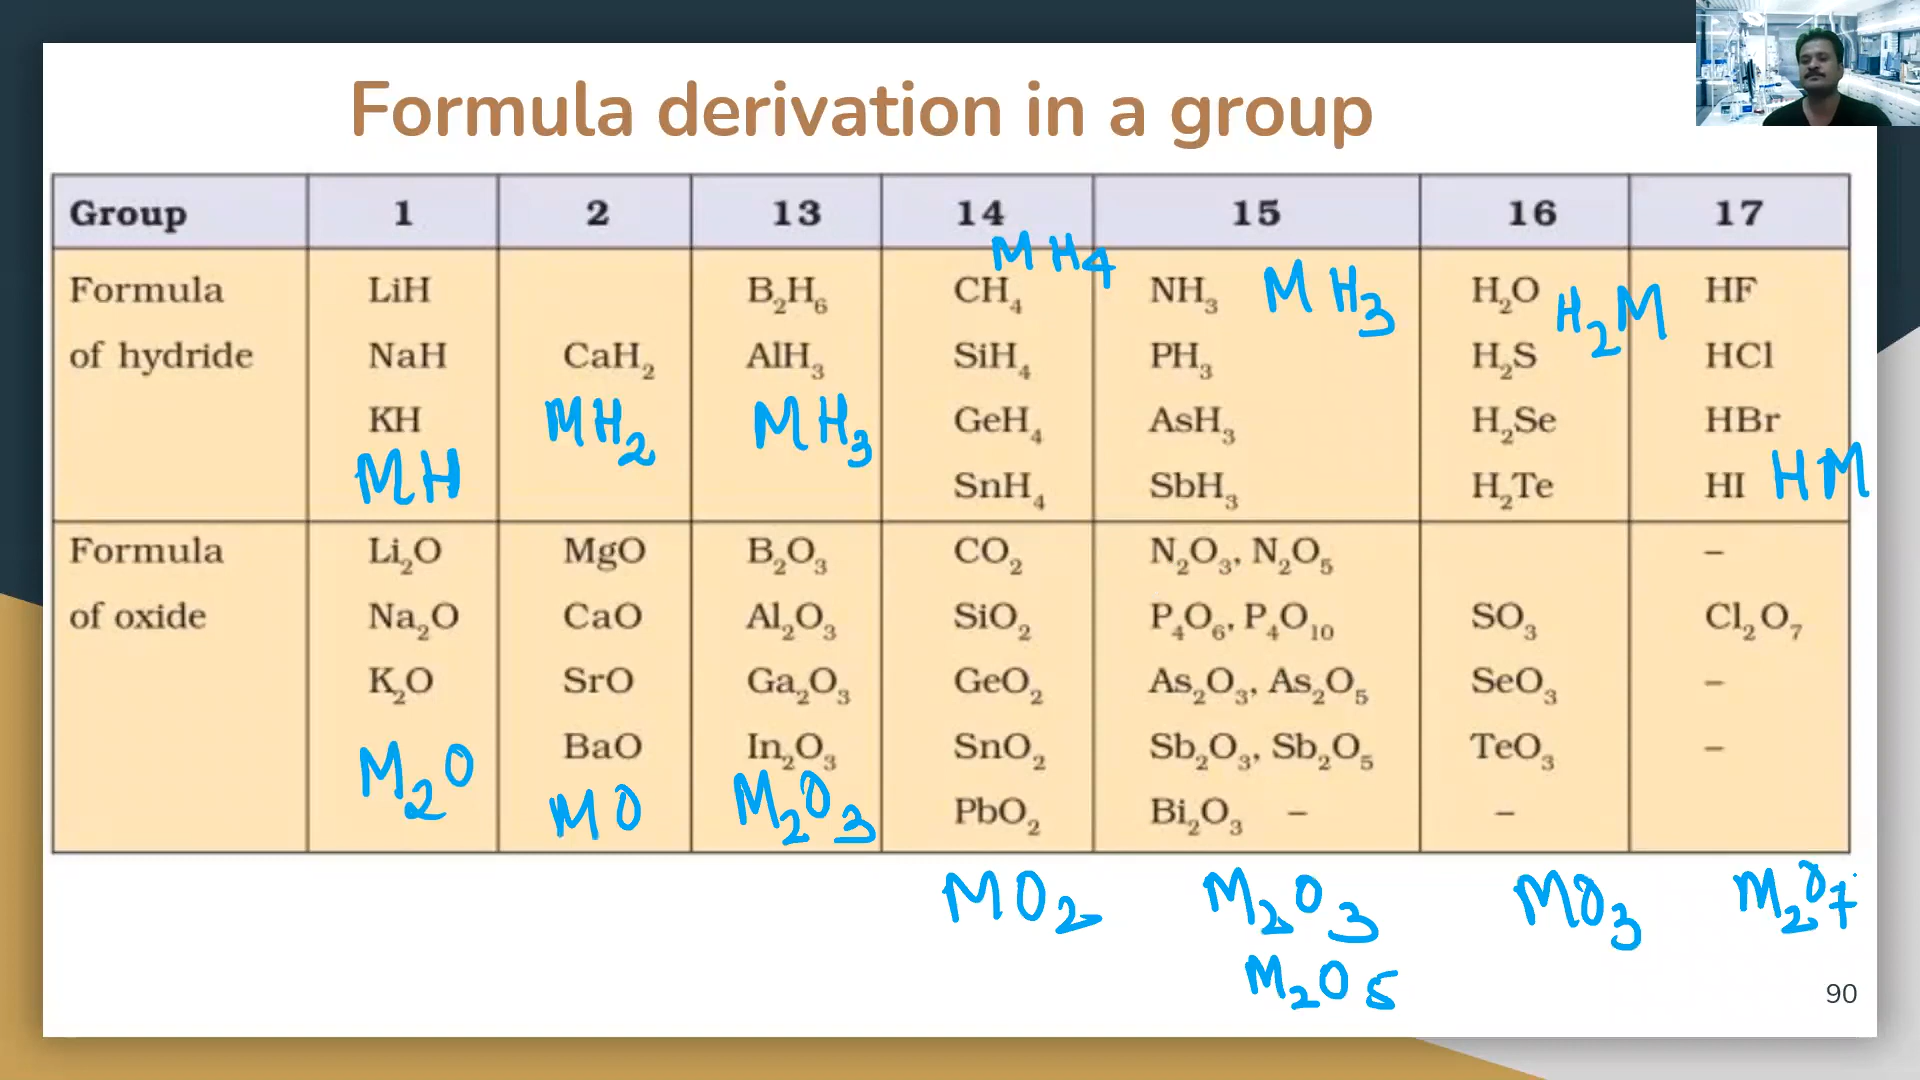 Formula derivation in a group
Group 1 2 13 14 15 16 17
MH4
Formula LiH B₂H₆ CH₄ NH₃ MH3 H₂O H2M HF
of hydride NaH CaH₂ AlH₃ SiH₄ PH₃ H₂S HCl
KH MH2 MH3 GeH₄ AsH₃ H₂Se HBr
MH SnH₄ SbH₃ H₂Te HI HM
Formula Li₂O MgO B₂O₃ CO₂ N₂O₃, N₂O₅ –
of oxide Na₂O CaO Al₂O₃ SiO₂ P₄O₆, P₄O₁₀ SO₃ Cl₂O₇
K₂O SrO Ga₂O₃ GeO₂ As₂O₃, As₂O₅ SeO₃ –
BaO In₂O₃ SnO₂ Sb₂O₃, Sb₂O₅ TeO₃ –
M2O MO M2O3 PbO₂ Bi₂O₃ – –
MO2 M2O3 MO3 M2O7
M2O5
90